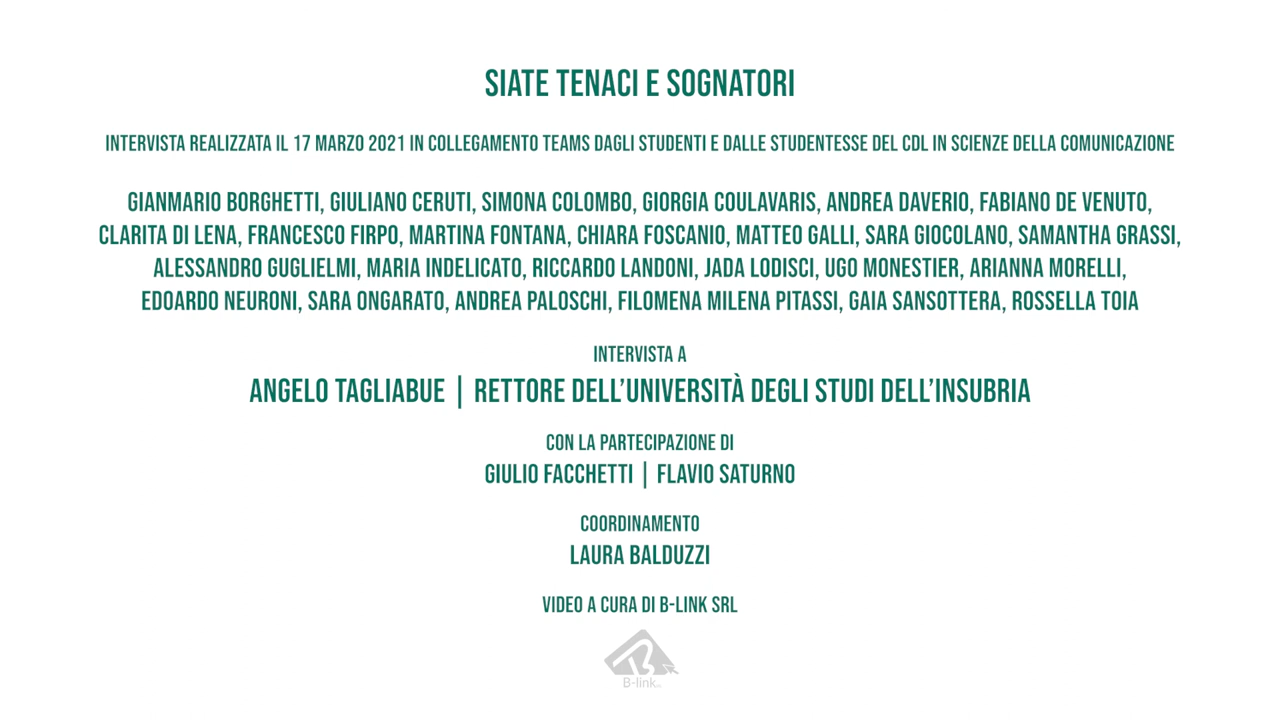 SIATE TENACI E SOGNATORI
INTERVISTA REALIZZATA IL 17 MARZO 2021 IN COLLEGAMENTO TEAMS DAGLI STUDENTI E DALLE STUDENTESSE DEL CDL IN SCIENZE DELLA COMUNICAZIONE
GIANMARIO BORGHETTI, GIULIANO CERUTI, SIMONA COLOMBO, GIORGIA COULAVARIS, ANDREA DAVERIO, FABIANO DE VENUTO,
CLARITA DI LENA, FRANCESCO FIRPO, MARTINA FONTANA, CHIARA FOSCANIO, MATTEO GALLI, SARA GIOCOLANO, SAMANTHA GRASSI,
ALESSANDRO GUGLIELMI, MARIA INDELICATO, RICCARDO LANDONI, JADA LODISCI, UGO MONESTIER, ARIANNA MORELLI,
EDOARDO NEURONI, SARA ONGARATO, ANDREA PALOSCHI, FILOMENA MILENA PITASSI, GAIA SANSOTTERA, ROSSELLA TOIA
INTERVISTA A
ANGELO TAGLIABUE | RETTORE DELL’UNIVERSITÀ DEGLI STUDI DELL’INSUBRIA
CON LA PARTECIPAZIONE DI
GIULIO FACCHETTI | FLAVIO SATURNO
COORDINAMENTO
LAURA BALDUZZI
VIDEO A CURA DI B-LINK SRL
B-link